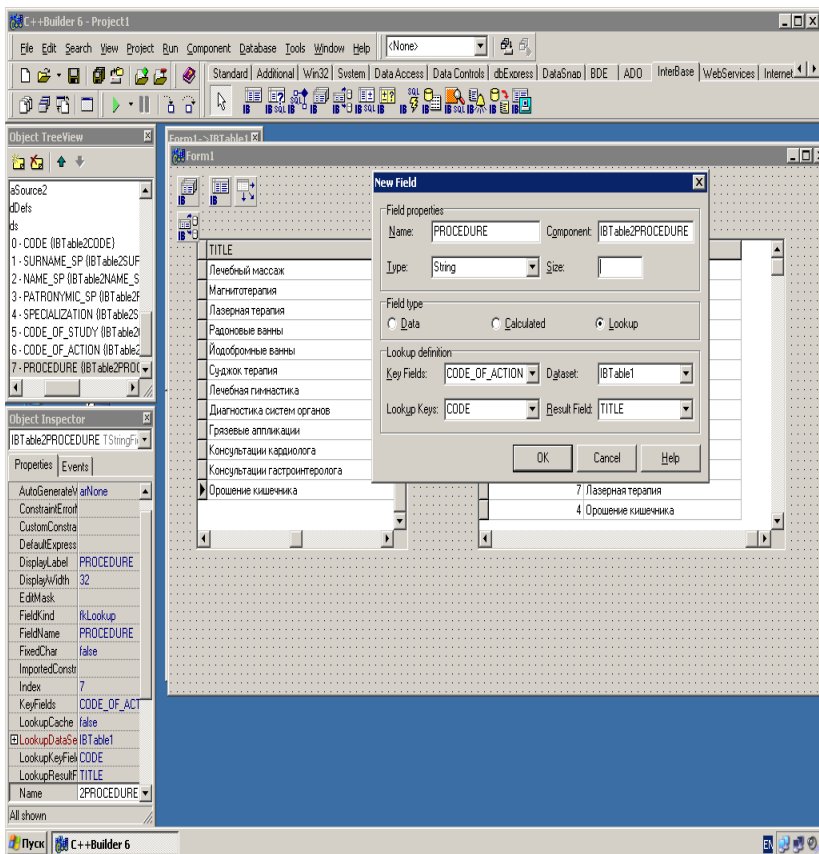 C++Builder 6 - Project1
File Edit Search View Project Run Component Database Tools Window Help <None>
Standard Additional Win32 System Data Access Data Controls dbExpress DataSnap BDE ADO InterBase WebServices Internet
Object TreeView
aSource2
dDefs
ds
0 - CODE {IBTable2CODE}
1 - SURNAME_SP {IBTable2SUF
2 - NAME_SP {IBTable2NAME_S
3 - PATRONYMIC_SP {IBTable2F
4 - SPECIALIZATION {IBTable2S
5 - CODE_OF_STUDY {IBTable2(
6 - CODE_OF_ACTION {IBTable2
7 - PROCEDURE {IBTable2PROC
Form1->IBTable1
Form1
TITLE
Лечебный массаж
Магнитотерапия
Лазерная терапия
Радоновые ванны
Йодобромные ванны
Су-джок терапия
Лечебная гимнастика
Диагностика систем органов
Грязевые аппликации
Консультации кардиолога
Консультации гастроинтеролога
Орошение кишечника
7 Лазерная терапия
4 Орошение кишечника
New Field
Field properties
Name: PROCEDURE Component: IBTable2PROCEDURE
Type: String Size:
Field type
Data Calculated Lookup
Lookup definition
Key Fields: CODE_OF_ACTION Dataset: IBTable1
Lookup Keys: CODE Result Field: TITLE
OK Cancel Help
Object Inspector
IBTable2PROCEDURE TStringFi
Properties Events
AutoGenerateV arNone
ConstraintErrorM
CustomConstra
DefaultExpress
DisplayLabel PROCEDURE
DisplayWidth 32
EditMask
FieldKind fkLookup
FieldName PROCEDURE
FixedChar false
ImportedConstr
Index 7
KeyFields CODE_OF_ACT
LookupCache false
LookupDataSe IBTable1
LookupKeyFiel CODE
LookupResultF TITLE
Name 2PROCEDURE
All shown
Пуск C++Builder 6 EN